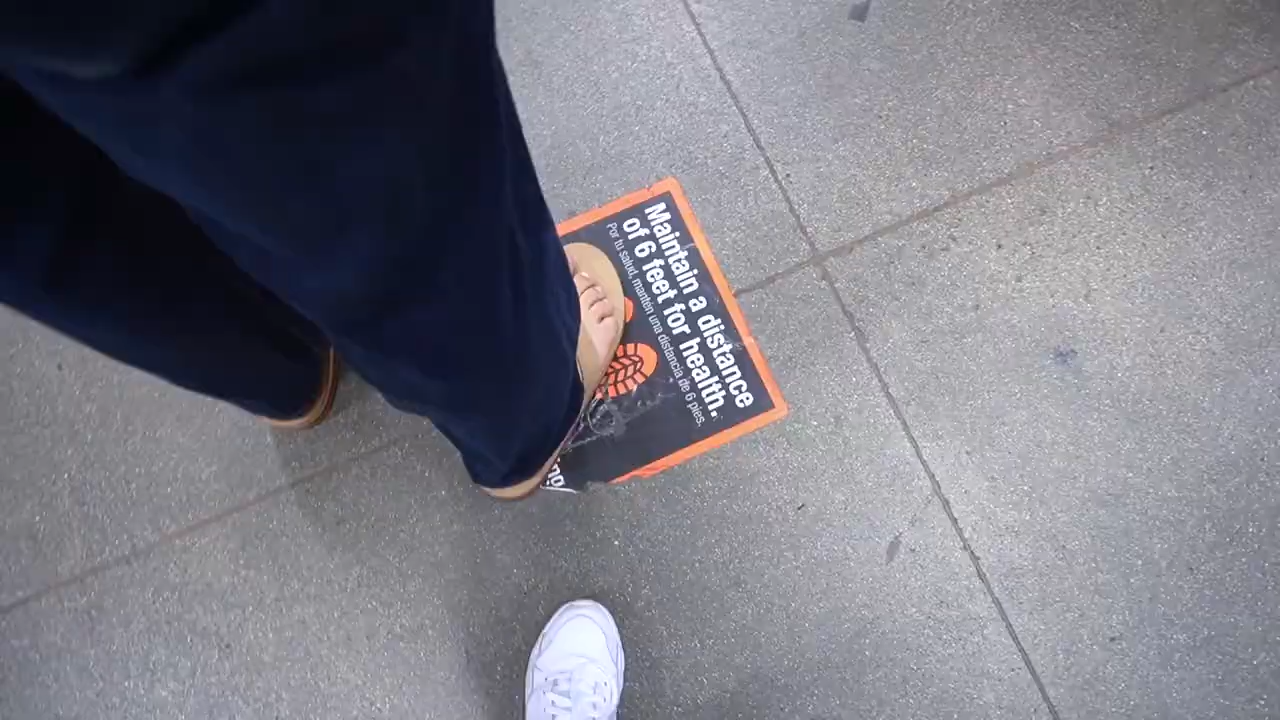 Maintain a distance
of 6 feet for health.
Por tu salud, mantén una distancia de 6 pies.